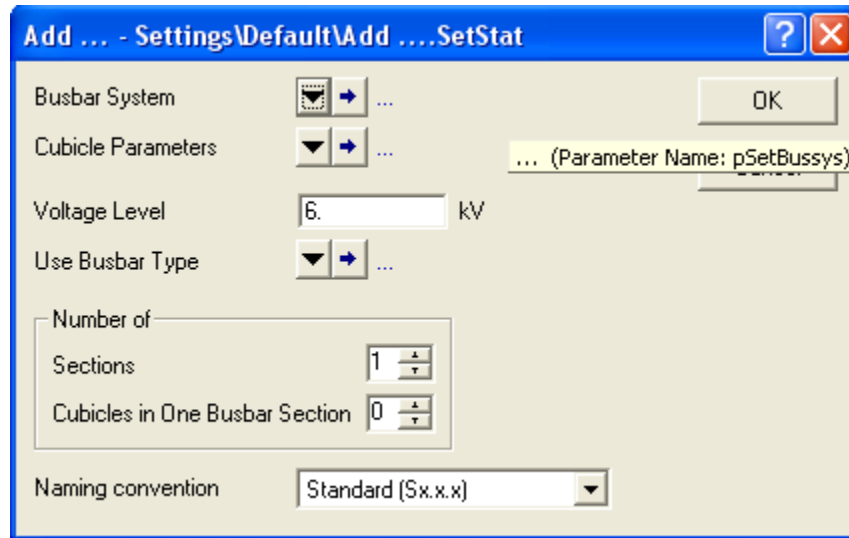 Add ... - Settings\Default\Add ....SetStat
Busbar System ...
OK
Cubicle Parameters ...
... (Parameter Name: pSetBussys)
Voltage Level 6. kV
Use Busbar Type ...
Number of
Sections 1
Cubicles in One Busbar Section 0
Naming convention Standard (Sx.x.x)